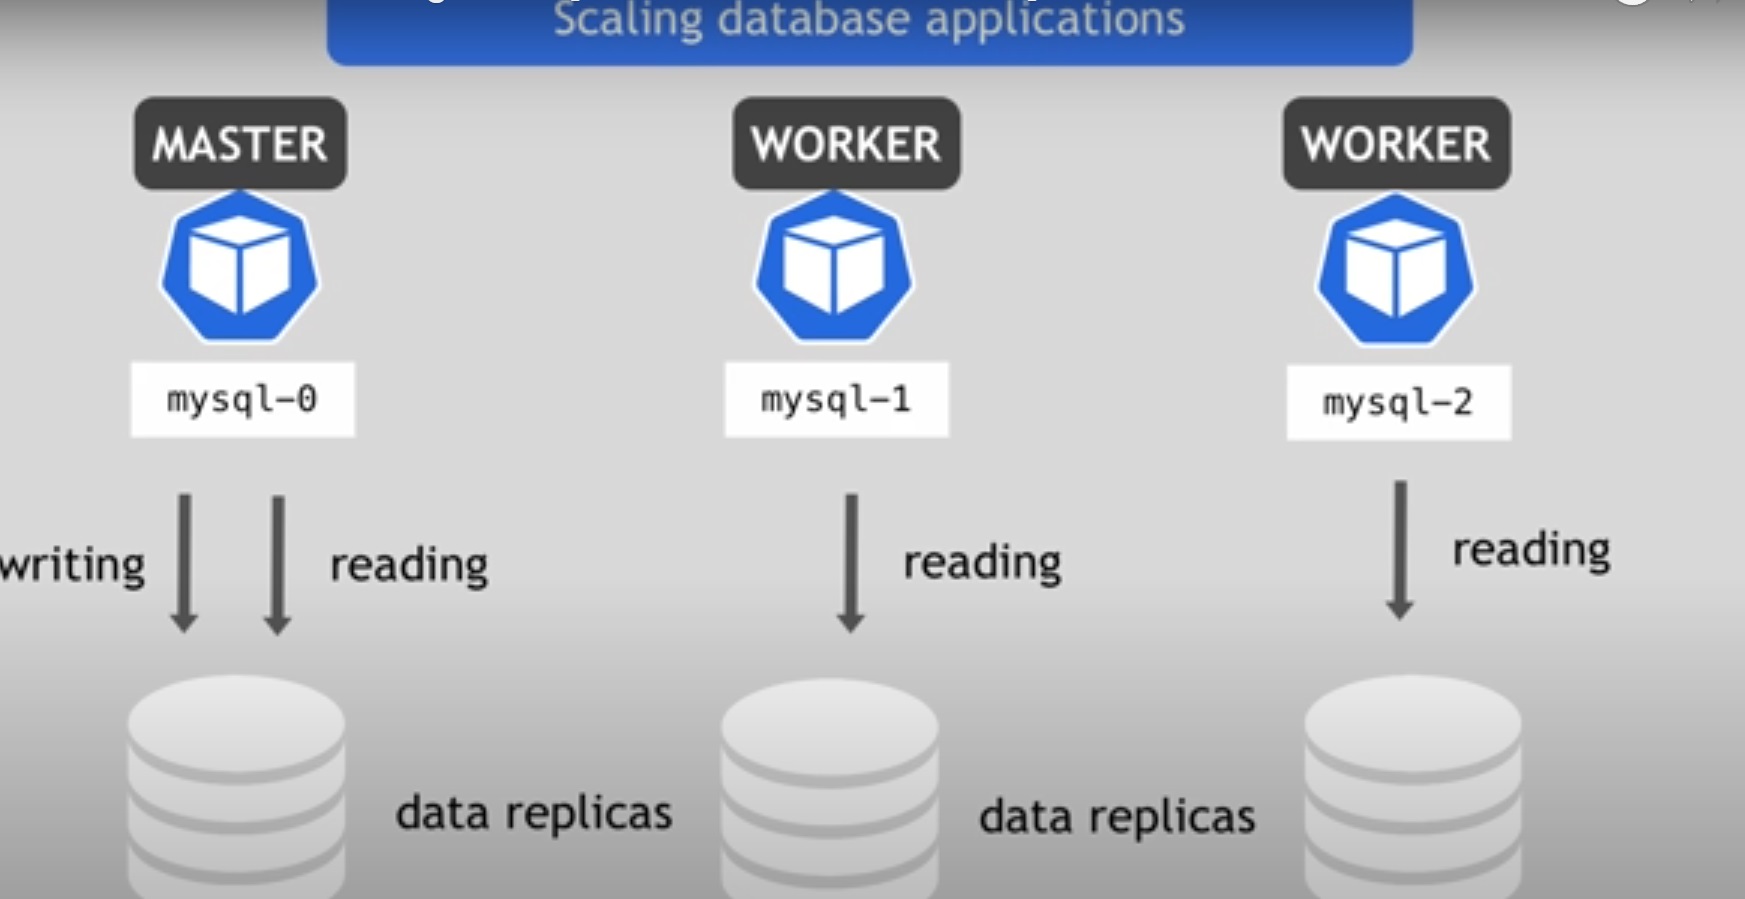 Scaling database applications
MASTER
WORKER
WORKER
mysql-0
mysql-1
mysql-2
writing
reading
reading
reading
data replicas
data replicas